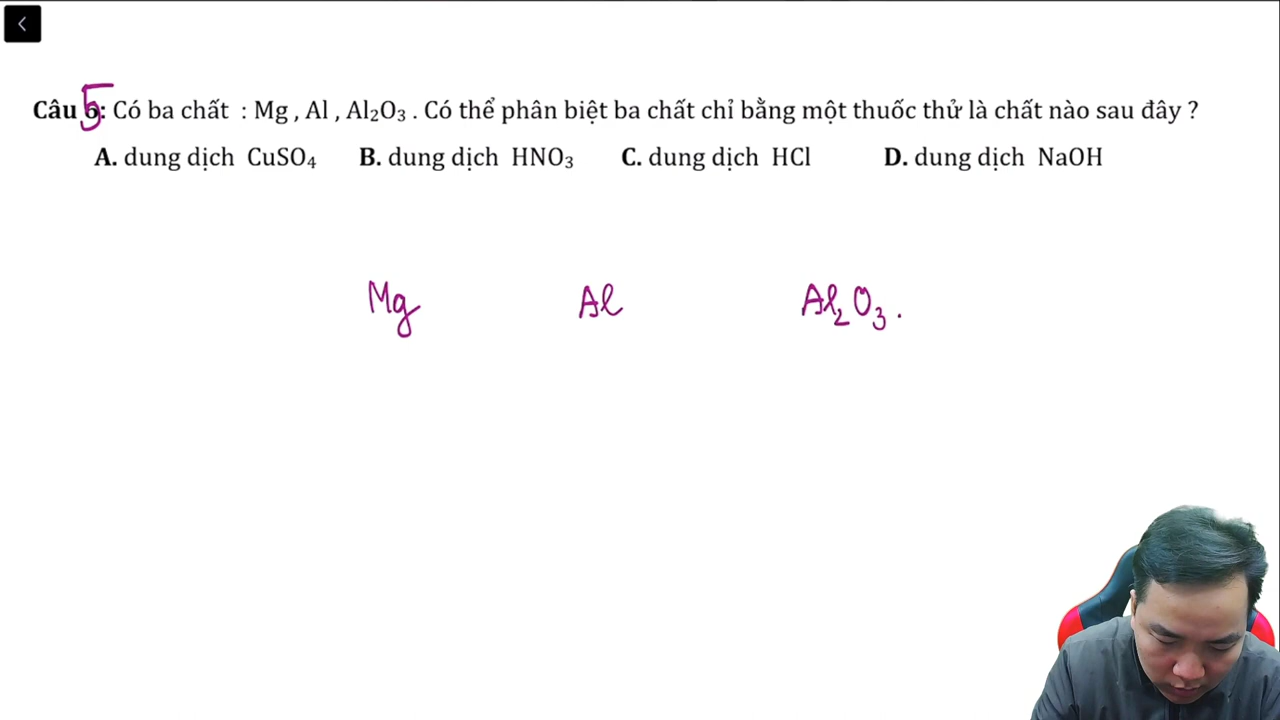 Câu 5: Có ba chất : Mg , Al , Al₂O₃ . Có thể phân biệt ba chất chỉ bằng một thuốc thử là chất nào sau đây ?
A. dung dịch CuSO₄ B. dung dịch HNO₃ C. dung dịch HCl D. dung dịch NaOH
Mg Al Al₂O₃.